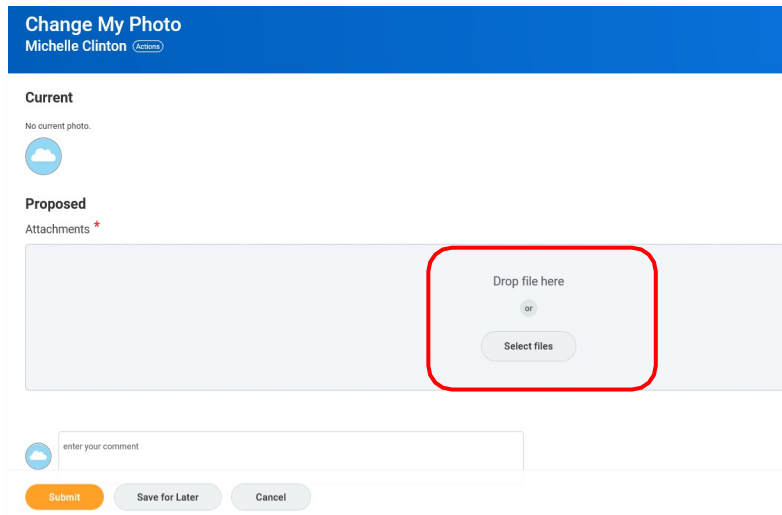 Change My Photo
Michelle Clinton Actions
Current
No current photo.
Proposed
Attachments *
Drop file here
or
Select files
enter your comment
Submit Save for Later Cancel